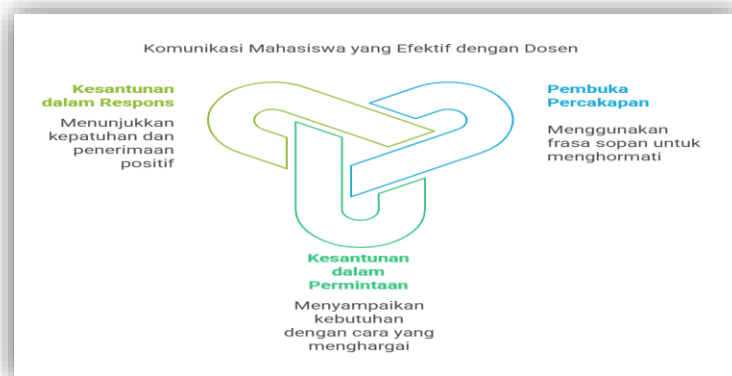 Komunikasi Mahasiswa yang Efektif dengan Dosen
Kesantunan
dalam Respons
Menunjukkan
kepatuhan dan
penerimaan
positif
Pembuka
Percakapan
Menggunakan
frasa sopan untuk
menghormati
Kesantunan
dalam
Permintaan
Menyampaikan
kebutuhan
dengan cara yang
menghargai